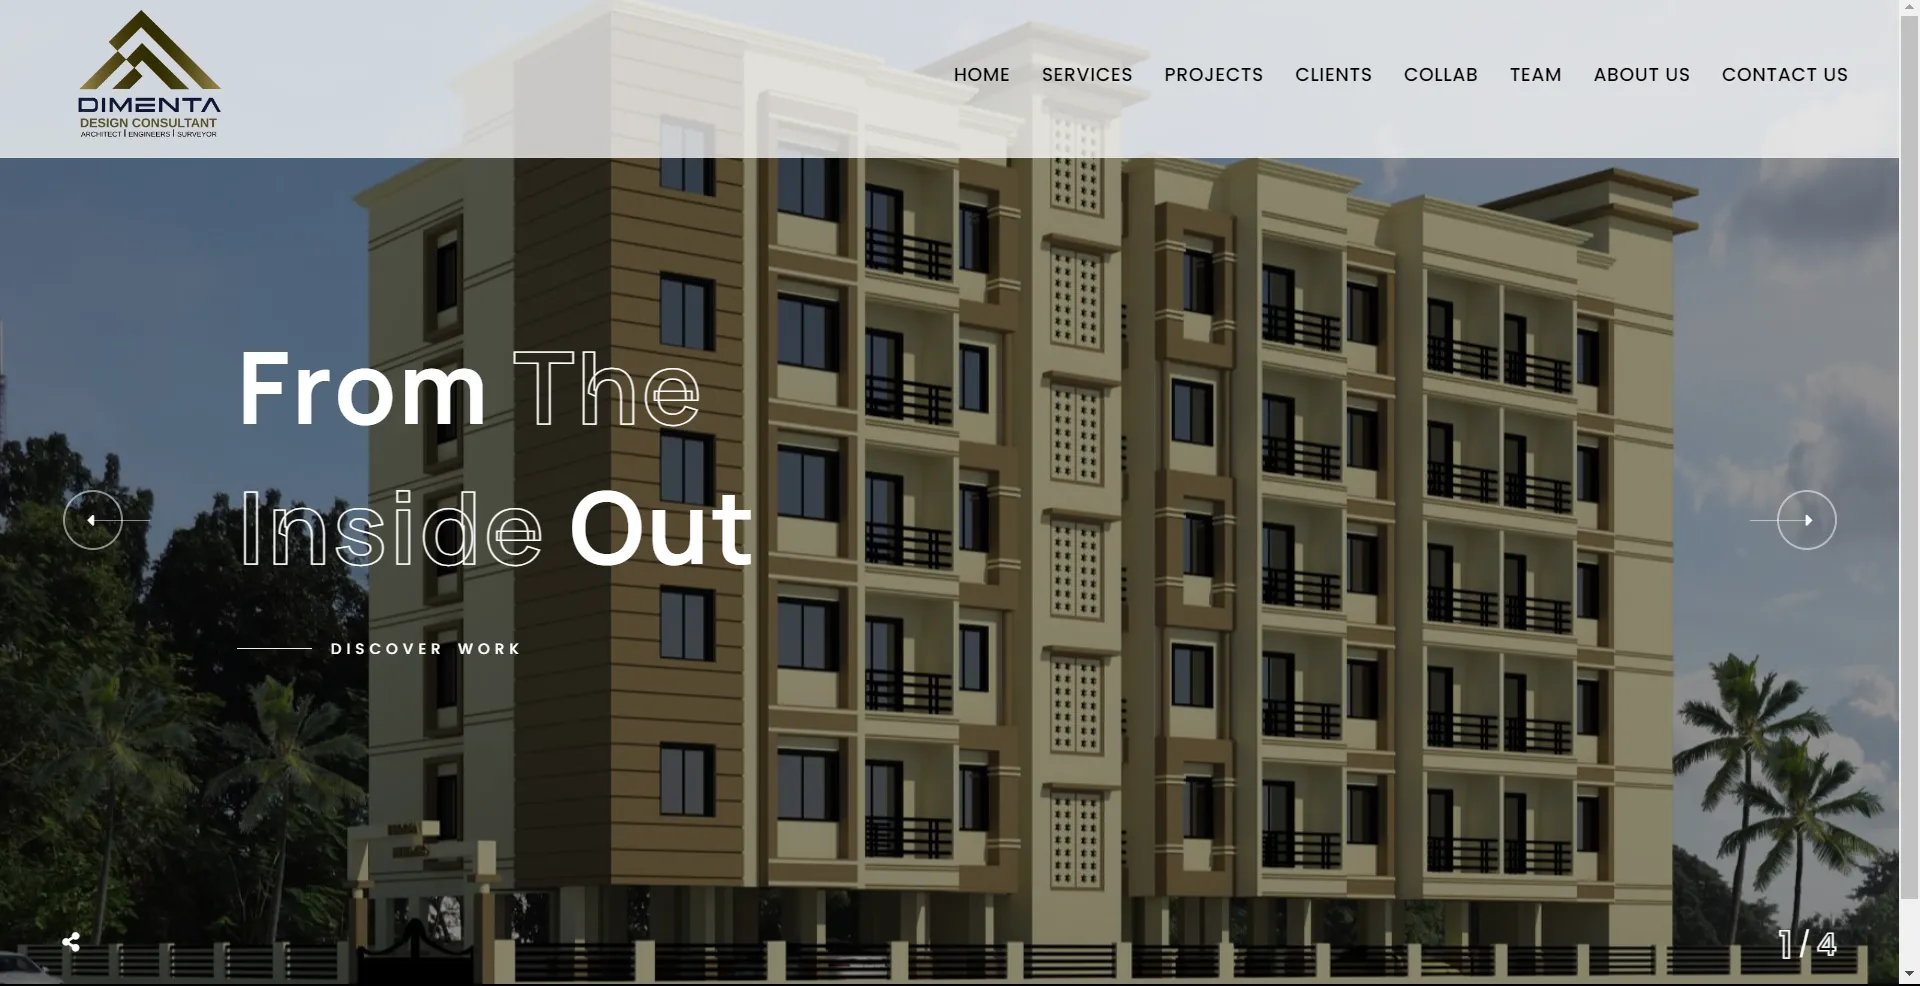 DIMENTA
DESIGN CONSULTANT
ARCHITECT | ENGINEERS | SURVEYOR
HOME SERVICES PROJECTS CLIENTS COLLAB TEAM ABOUT US CONTACT US
From The
Inside Out
DISCOVER WORK
1 / 4